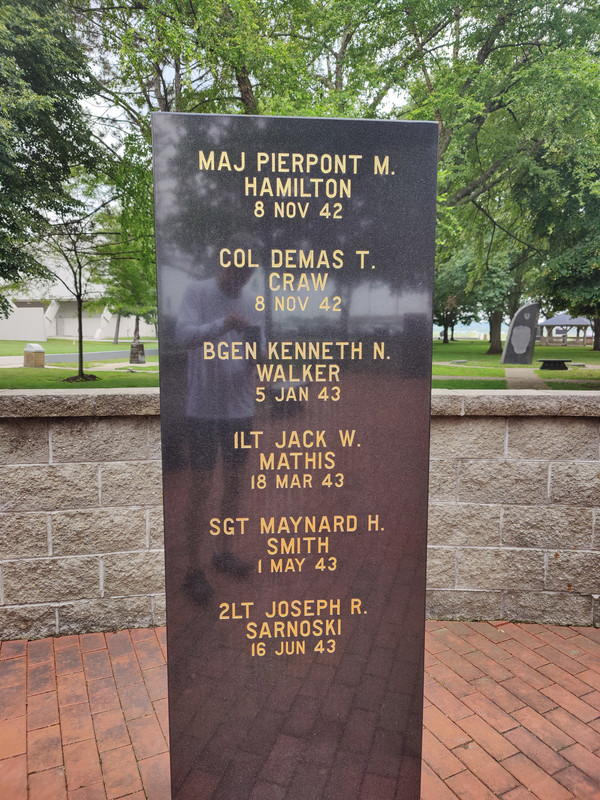 MAJ PIERPONT M.
HAMILTON
8 NOV 42
COL DEMAS T.
CRAW
8 NOV 42
BGEN KENNETH N.
WALKER
5 JAN 43
1LT JACK W.
MATHIS
18 MAR 43
SGT MAYNARD H.
SMITH
1 MAY 43
2LT JOSEPH R.
SARNOSKI
16 JUN 43